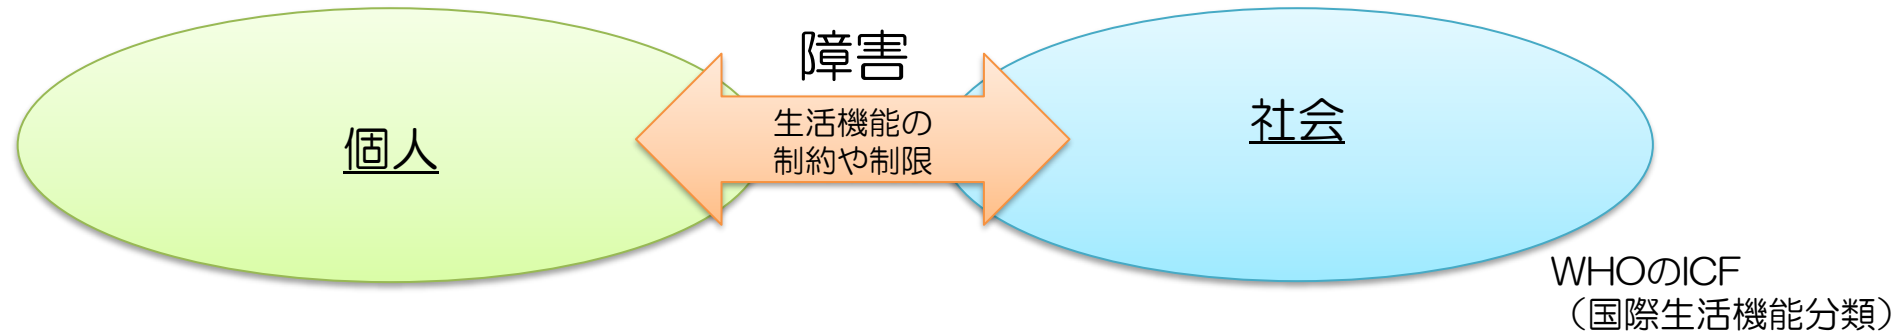 障害
個人
生活機能の
制約や制限
社会
WHOのICF
（国際生活機能分類）